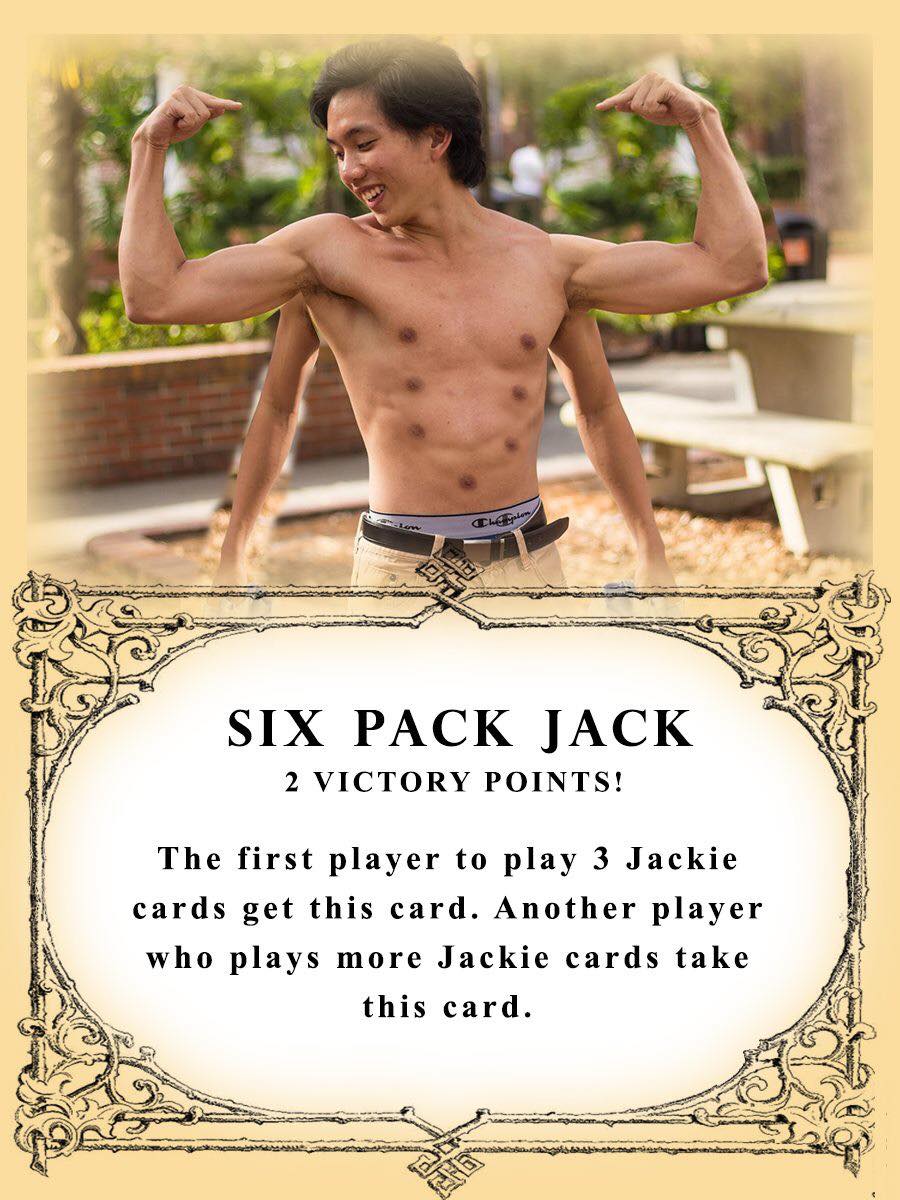 Champion
SIX PACK JACK
2 VICTORY POINTS!
The first player to play 3 Jackie
cards get this card. Another player
who plays more Jackie cards take
this card.